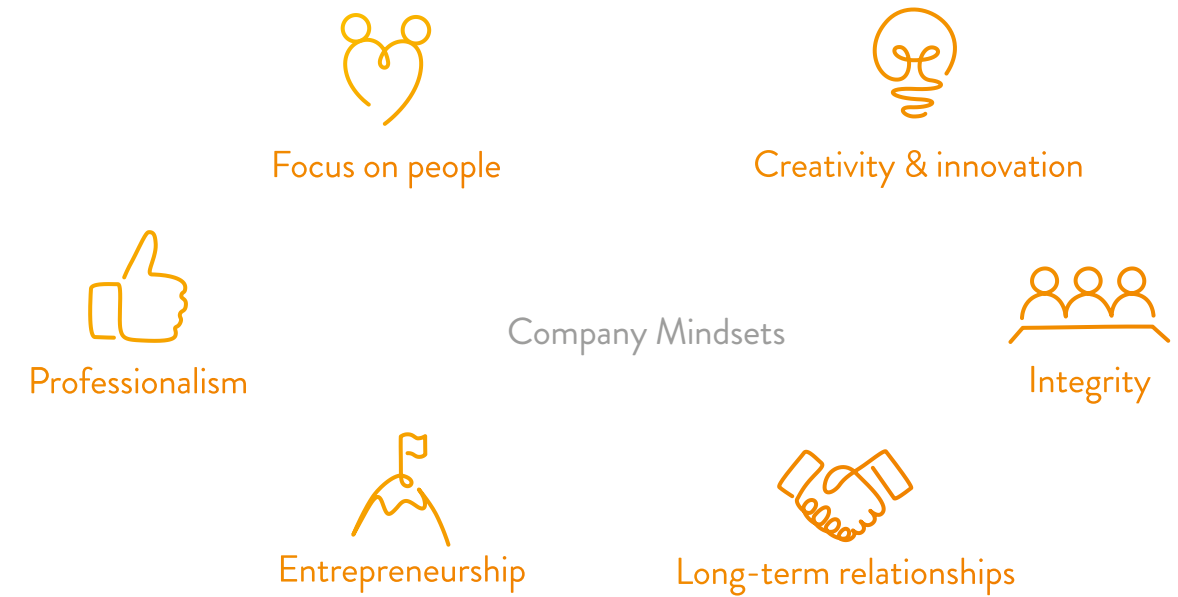 Focus on people
Creativity & innovation
Professionalism
Company Mindsets
Integrity
Entrepreneurship
Long-term relationships